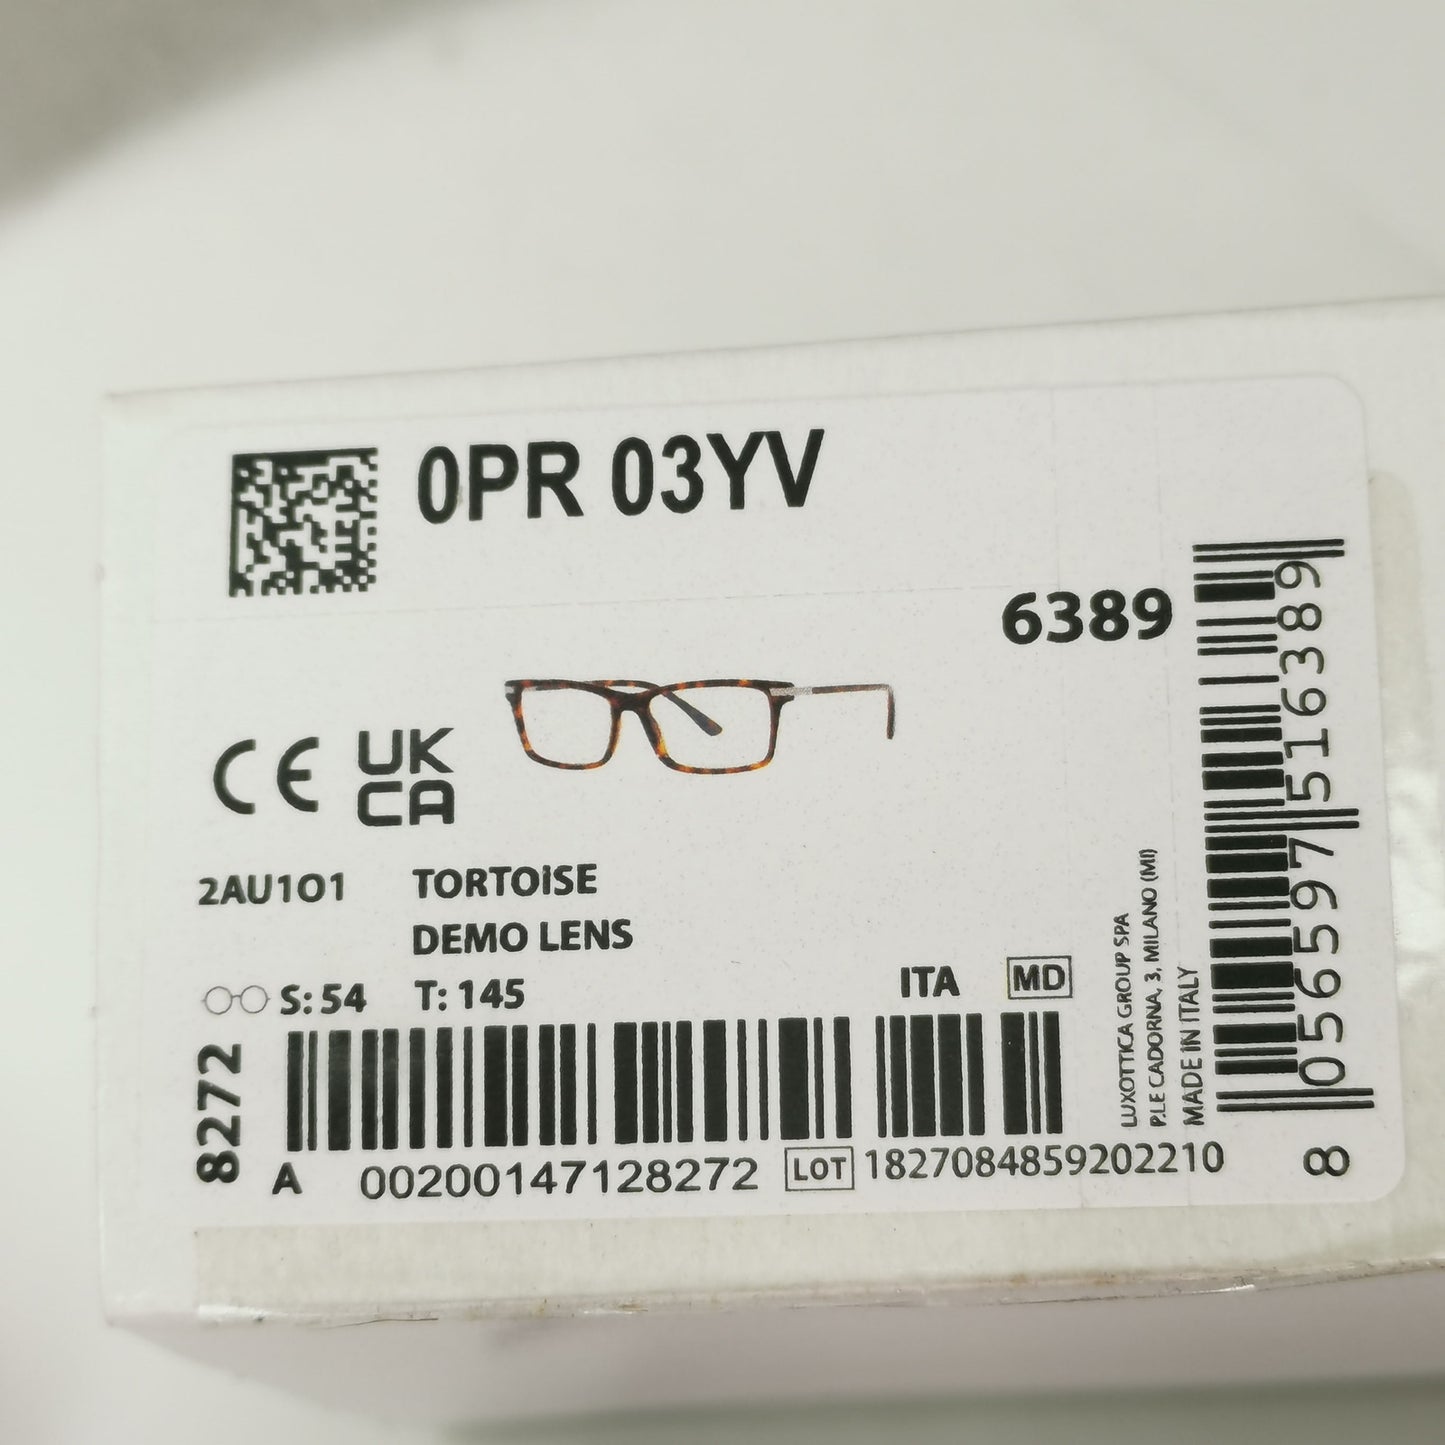 0PR 03YV
6389
CE
UK
CA
2AU1O1 TORTOISE
DEMO LENS
S: 54 T: 145
ITA MD
8272
A 00200147128272 LOT 1827084859202210
LUXOTTICA GROUP SPA
P.LE CADORNA, 3, MILANO (MI)
MADE IN ITALY
8 056597 516389